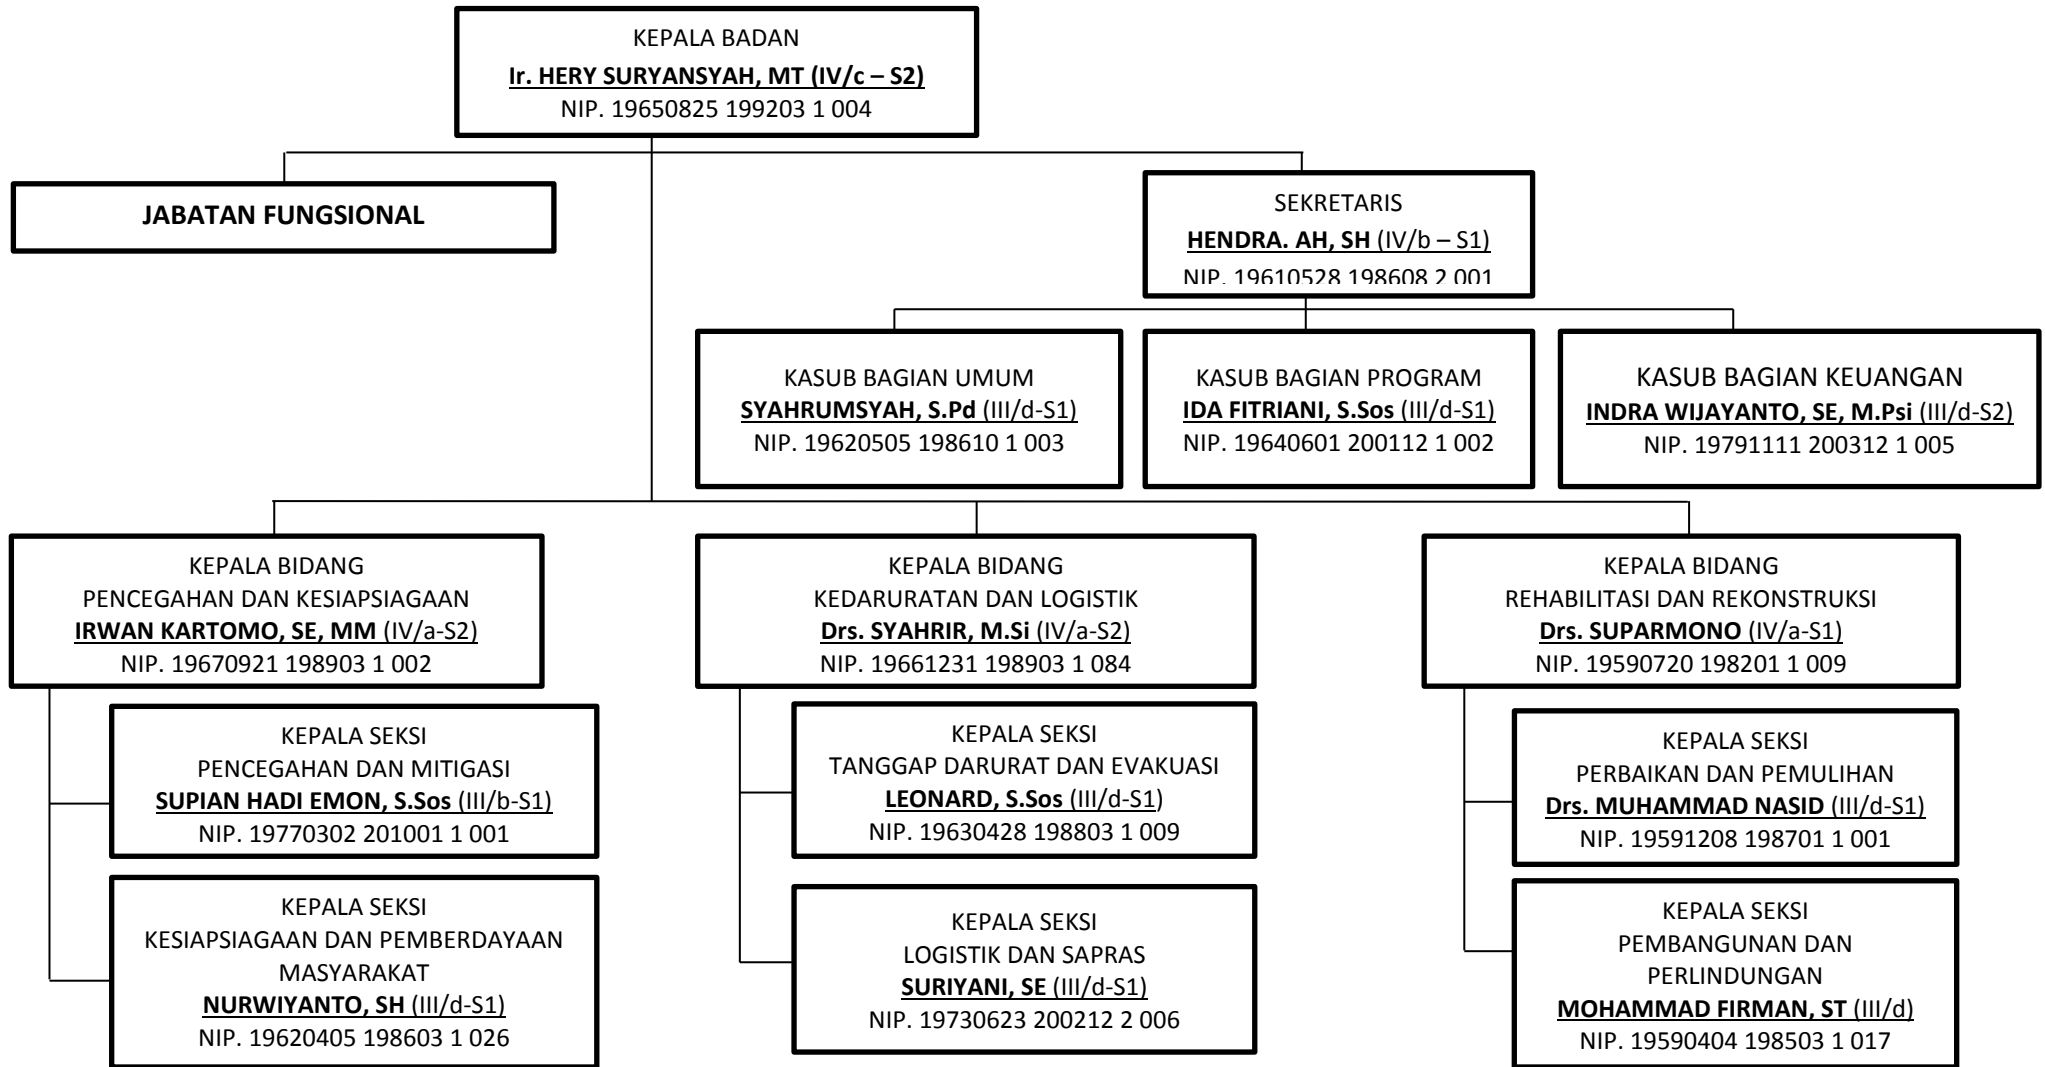 KEPALA BADAN
Ir. HERY SURYANSYAH, MT (IV/c – S2)
NIP. 19650825 199203 1 004
JABATAN FUNGSIONAL
SEKRETARIS
HENDRA. AH, SH (IV/b – S1)
NIP. 19610528 198608 2 001
KASUB BAGIAN UMUM
SYAHRUMSYAH, S.Pd (III/d-S1)
NIP. 19620505 198610 1 003
KASUB BAGIAN PROGRAM
IDA FITRIANI, S.Sos (III/d-S1)
NIP. 19640601 200112 1 002
KASUB BAGIAN KEUANGAN
INDRA WIJAYANTO, SE, M.Psi (III/d-S2)
NIP. 19791111 200312 1 005
KEPALA BIDANG
PENCEGAHAN DAN KESIAPSIAGAAN
IRWAN KARTOMO, SE, MM (IV/a-S2)
NIP. 19670921 198903 1 002
KEPALA SEKSI
PENCEGAHAN DAN MITIGASI
SUPIAN HADI EMON, S.Sos (III/b-S1)
NIP. 19770302 201001 1 001
KEPALA SEKSI
KESIAPSIAGAAN DAN PEMBERDAYAAN
MASYARAKAT
NURWIYANTO, SH (III/d-S1)
NIP. 19620405 198603 1 026
KEPALA BIDANG
KEDARURATAN DAN LOGISTIK
Drs. SYAHRIR, M.Si (IV/a-S2)
NIP. 19661231 198903 1 084
KEPALA SEKSI
TANGGAP DARURAT DAN EVAKUASI
LEONARD, S.Sos (III/d-S1)
NIP. 19630428 198803 1 009
KEPALA SEKSI
LOGISTIK DAN SAPRAS
SURIYANI, SE (III/d-S1)
NIP. 19730623 200212 2 006
KEPALA BIDANG
REHABILITASI DAN REKONSTRUKSI
Drs. SUPARMONO (IV/a-S1)
NIP. 19590720 198201 1 009
KEPALA SEKSI
PERBAIKAN DAN PEMULIHAN
Drs. MUHAMMAD NASID (III/d-S1)
NIP. 19591208 198701 1 001
KEPALA SEKSI
PEMBANGUNAN DAN
PERLINDUNGAN
MOHAMMAD FIRMAN, ST (III/d)
NIP. 19590404 198503 1 017